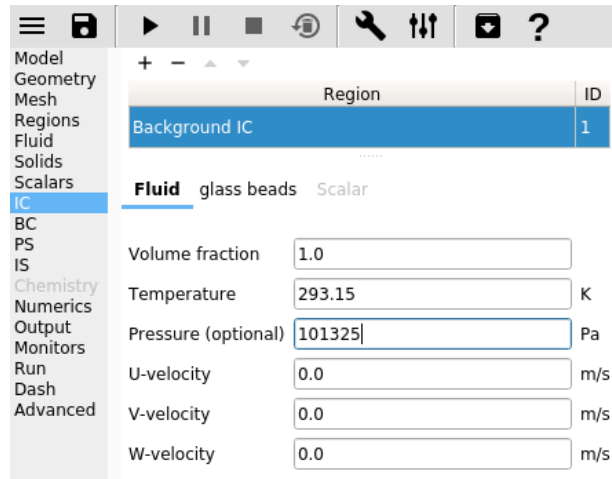 Model
Geometry
Mesh
Regions
Fluid
Solids
Scalars
IC
BC
PS
IS
Chemistry
Numerics
Output
Monitors
Run
Dash
Advanced
Region ID
Background IC 1
Fluid glass beads Scalar
Volume fraction 1.0
Temperature 293.15 K
Pressure (optional) 101325 Pa
U-velocity 0.0 m/s
V-velocity 0.0 m/s
W-velocity 0.0 m/s